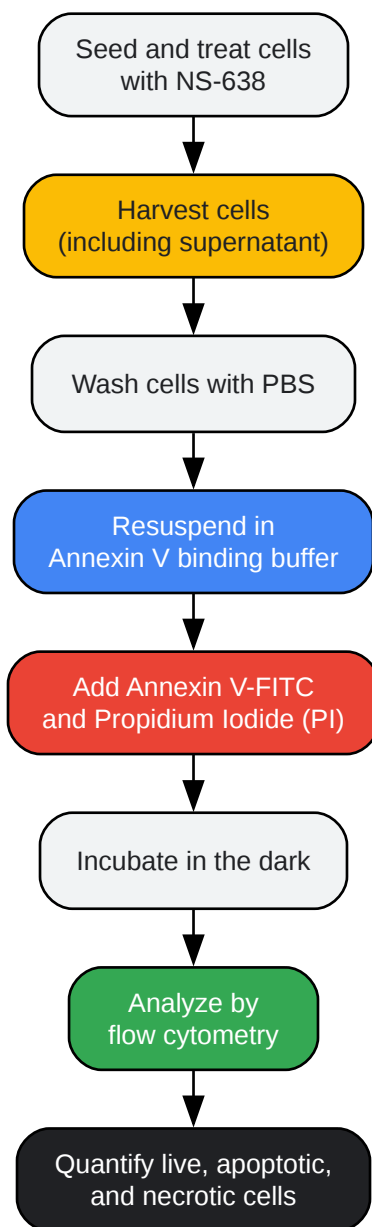 Seed and treat cells
with NS-638
Harvest cells
(including supernatant)
Wash cells with PBS
Resuspend in
Annexin V binding buffer
Add Annexin V-FITC
and Propidium Iodide (PI)
Incubate in the dark
Analyze by
flow cytometry
Quantify live, apoptotic,
and necrotic cells